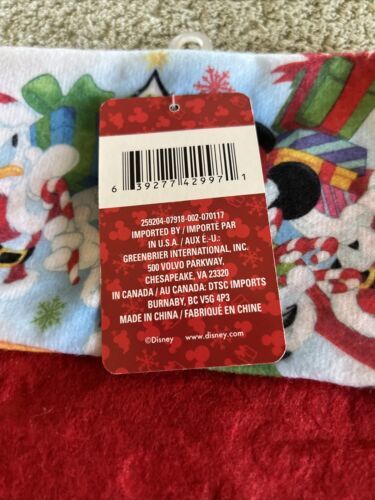 6 39277 42997 1
259204-07918-002-070117
IMPORTED BY / IMPORTÉ PAR
IN U.S.A. / AUX É.-U.:
GREENBRIER INTERNATIONAL, INC.
500 VOLVO PARKWAY,
CHESAPEAKE, VA 23320
IN CANADA / AU CANADA: DTSC IMPORTS
BURNABY, BC V5G 4P3
MADE IN CHINA / FABRIQUÉ EN CHINE
©Disney www.disney.com